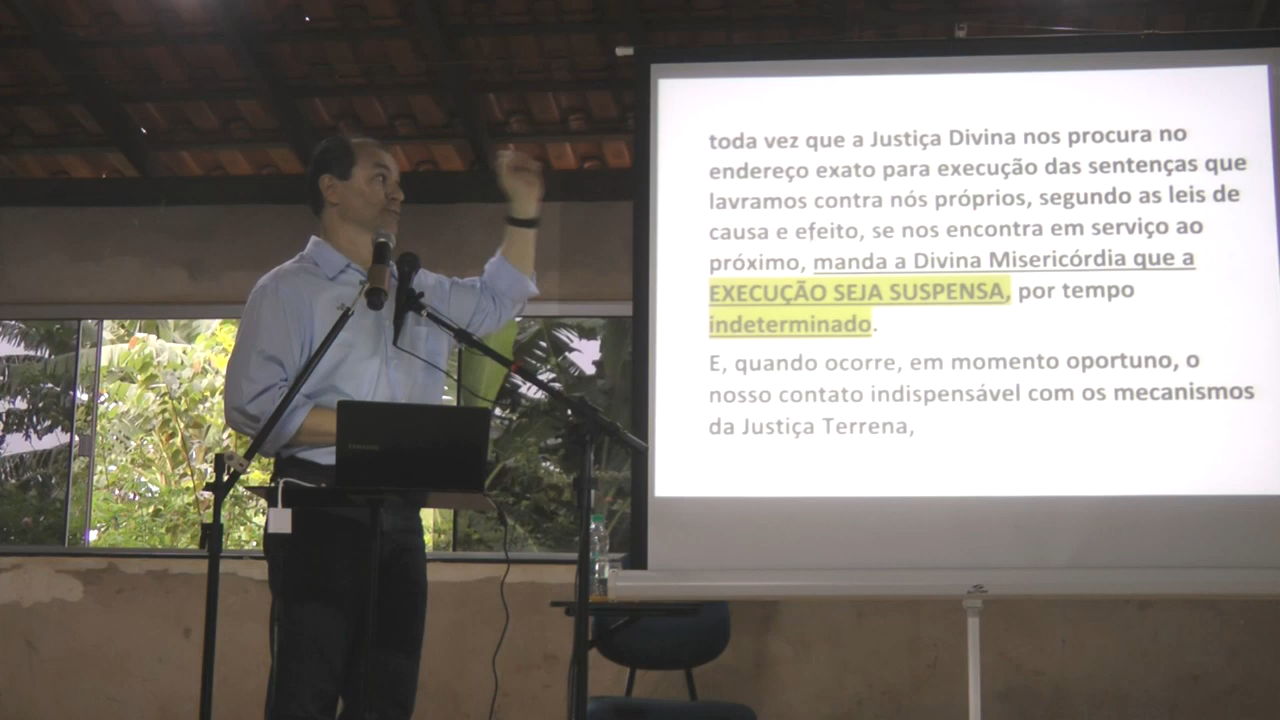 toda vez que a Justiça Divina nos procura no
endereço exato para execução das sentenças que
lavramos contra nós próprios, segundo as leis de
causa e efeito, se nos encontra em serviço ao
próximo, manda a Divina Misericórdia que a
EXECUÇÃO SEJA SUSPENSA, por tempo
indeterminado.
E, quando ocorre, em momento oportuno, o
nosso contato indispensável com os mecanismos
da Justiça Terrena,